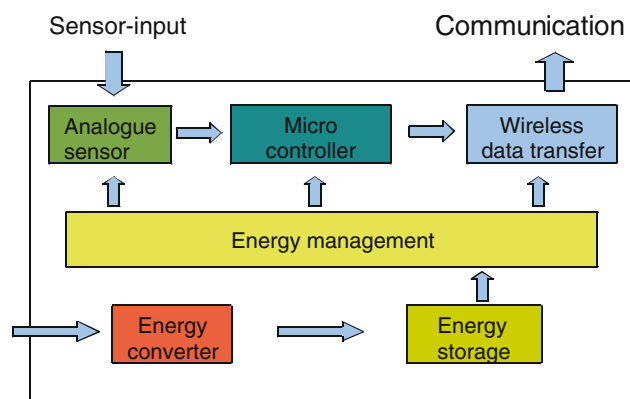 Sensor-input
Communication
Analogue
sensor
Micro
controller
Wireless
data transfer
Energy management
Energy
converter
Energy
storage